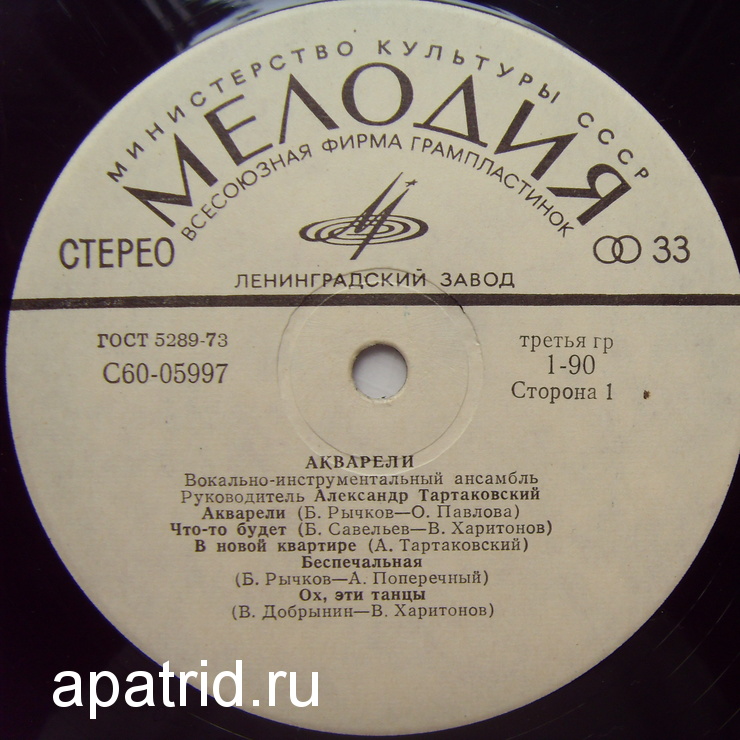 МИНИСТЕРСТВО КУЛЬТУРЫ СССР
МЕЛОДИЯ
ВСЕСОЮЗНАЯ ФИРМА ГРАМПЛАСТИНОК
СТЕРЕО
33
ЛЕНИНГРАДСКИЙ ЗАВОД
ГОСТ 5289-73
С60-05997
третья гр
1-90
Сторона 1
АКВАРЕЛИ
Вокально-инструментальный ансамбль
Руководитель Александр Тартаковский
Акварели (Б. Рычков—О. Павлова)
Что-то будет (Б. Савельев—В. Харитонов)
В новой квартире (А. Тартаковский)
Беспечальная
(Б. Рычков—А. Поперечный)
Ох, эти танцы
(В. Добрынин—В. Харитонов)
apatrid.ru